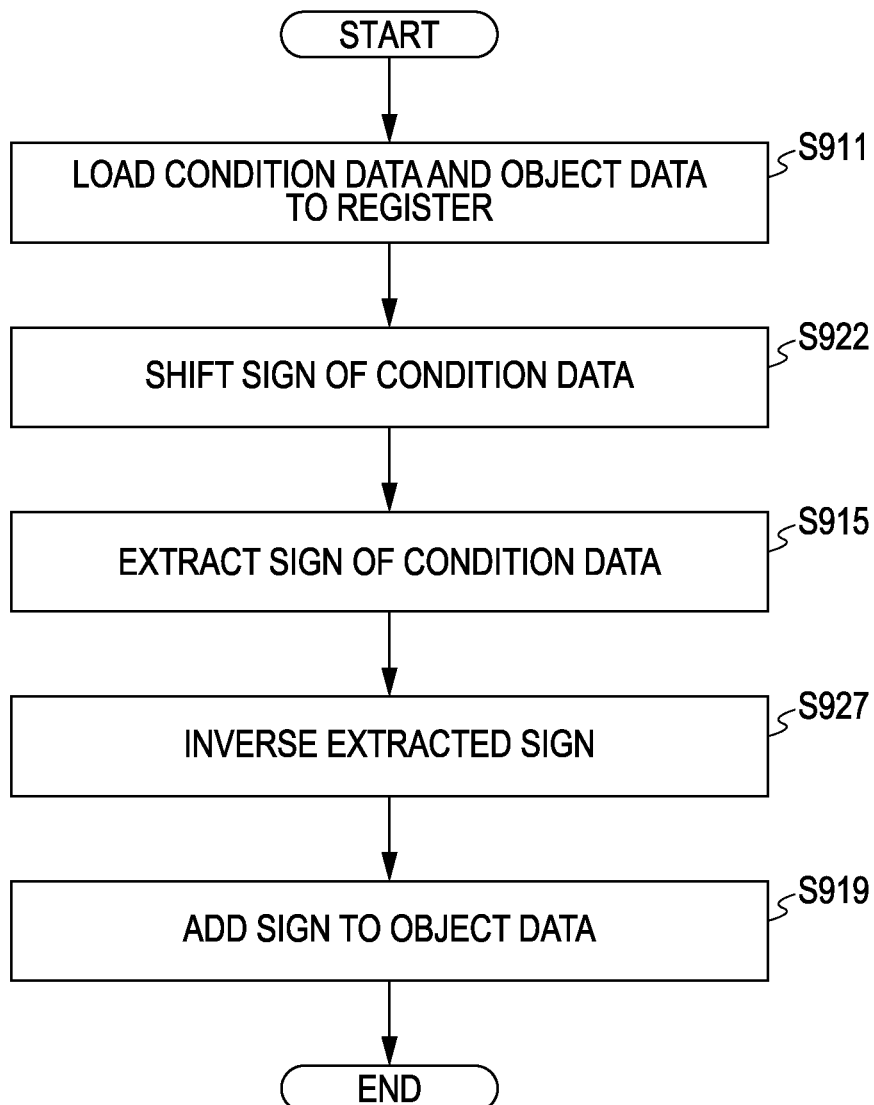 START
LOAD CONDITION DATA AND OBJECT DATA
TO REGISTER
S911
SHIFT SIGN OF CONDITION DATA
S922
EXTRACT SIGN OF CONDITION DATA
S915
INVERSE EXTRACTED SIGN
S927
ADD SIGN TO OBJECT DATA
S919
END